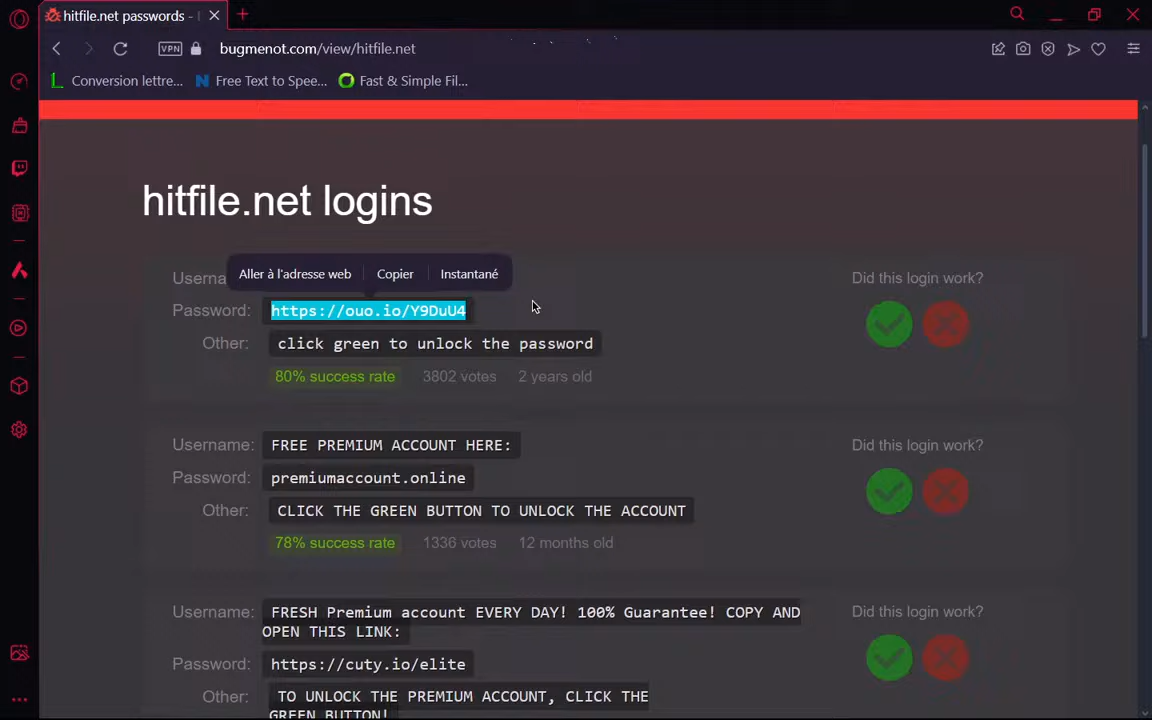 hitfile.net passwords -
VPN
bugmenot.com/view/hitfile.net
Conversion lettre...
Free Text to Spee...
Fast & Simple Fil...
hitfile.net logins
Userna
Aller à l'adresse web
Copier
Instantané
Did this login work?
Password: https://ouo.io/Y9DuU4
Other: click green to unlock the password
80% success rate 3802 votes 2 years old
Username: FREE PREMIUM ACCOUNT HERE:
Did this login work?
Password: premiumaccount.online
Other: CLICK THE GREEN BUTTON TO UNLOCK THE ACCOUNT
78% success rate 1336 votes 12 months old
Username: FRESH Premium account EVERY DAY! 100% Guarantee! COPY AND
OPEN THIS LINK:
Did this login work?
Password: https://cuty.io/elite
Other: TO UNLOCK THE PREMIUM ACCOUNT, CLICK THE
GREEN BUTTON!